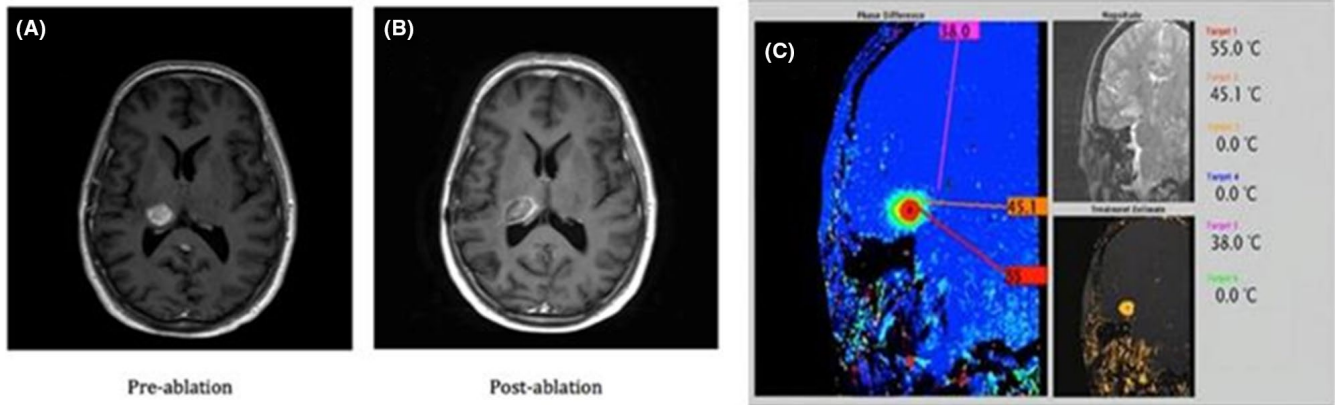 (A)
(B)
Pre-ablation
Post-ablation
(C)
Phase Difference
38.0
45.1
55
Magnitude
Treatment Estimate
Target 1
55.0 °C
Target 2
45.1 °C
Target 3
0.0 °C
Target 4
0.0 °C
Target 5
38.0 °C
Target 6
0.0 °C